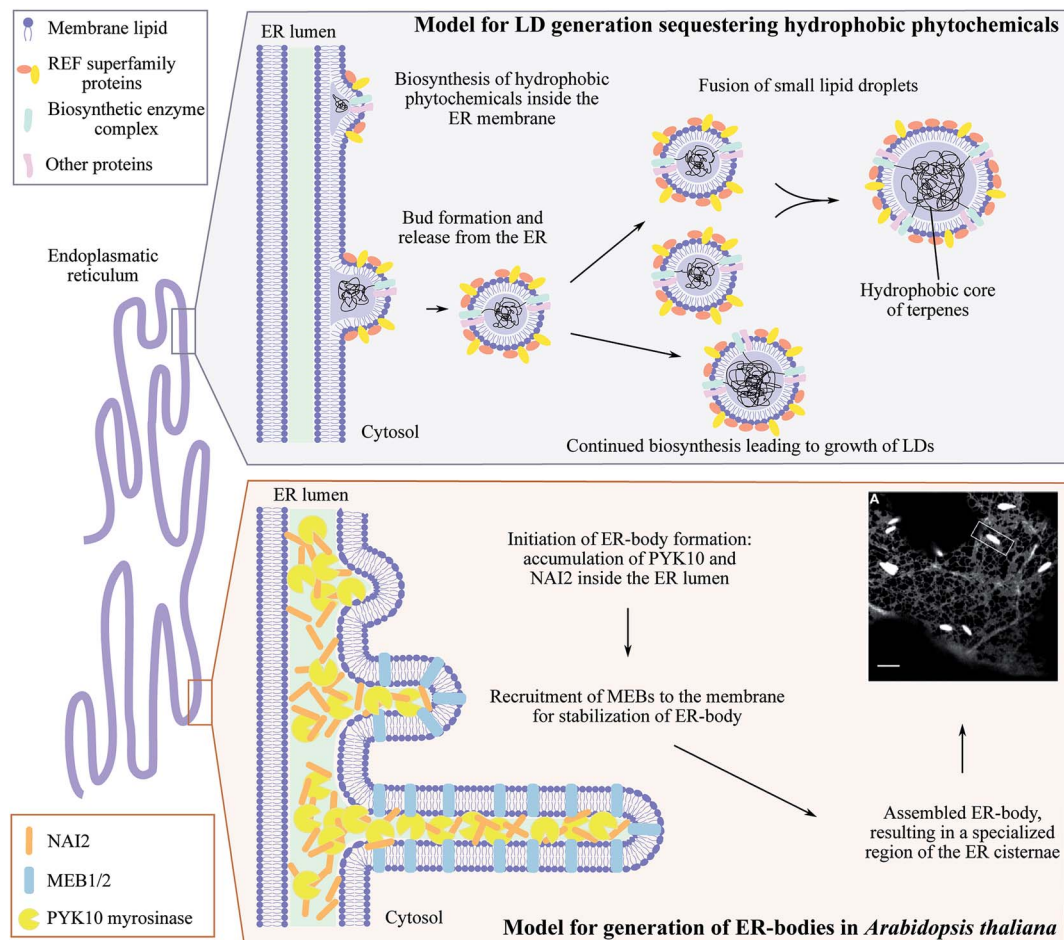 Membrane lipid
REF superfamily
proteins
Biosynthetic enzyme
complex
Other proteins
Model for LD generation sequestering hydrophobic phytochemicals
ER lumen
Biosynthesis of hydrophobic
phytochemicals inside the
ER membrane
Fusion of small lipid droplets
Bud formation and
release from the ER
Endoplasmatic
reticulum
Hydrophobic core
of terpenes
Cytosol
Continued biosynthesis leading to growth of LDs
ER lumen
A
Initiation of ER-body formation:
accumulation of PYK10 and
NAI2 inside the ER lumen
Recruitment of MEBs to the membrane
for stabilization of ER-body
Assembled ER-body,
resulting in a specialized
region of the ER cisternae
NAI2
MEB1/2
PYK10 myrosinase
Cytosol
Model for generation of ER-bodies in Arabidopsis thaliana